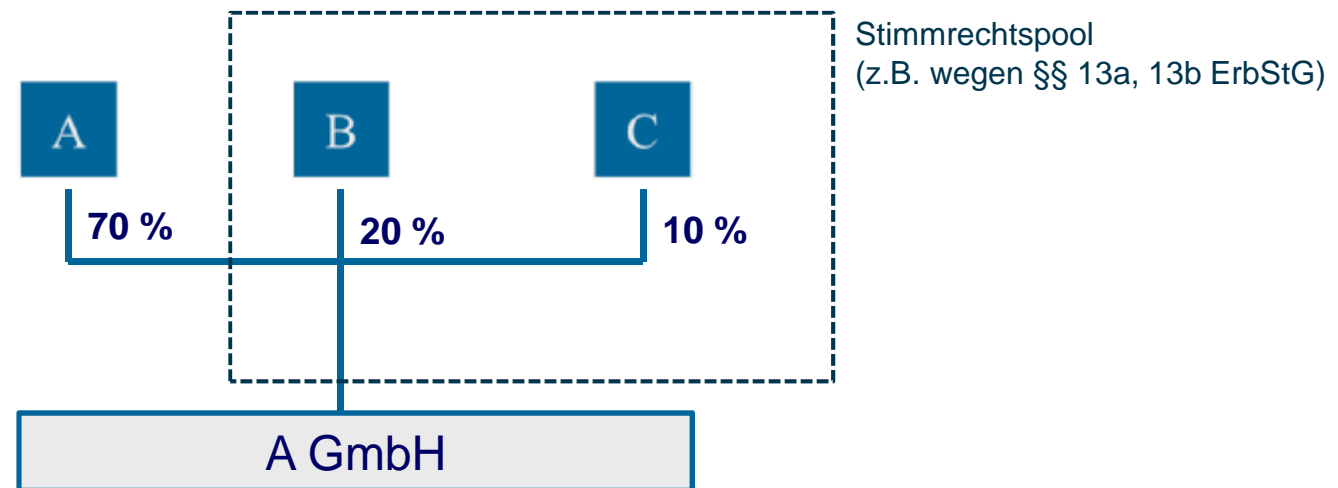 Stimmrechtspool
(z.B. wegen §§ 13a, 13b ErbStG)
A
B
C
70 %
20 %
10 %
A GmbH